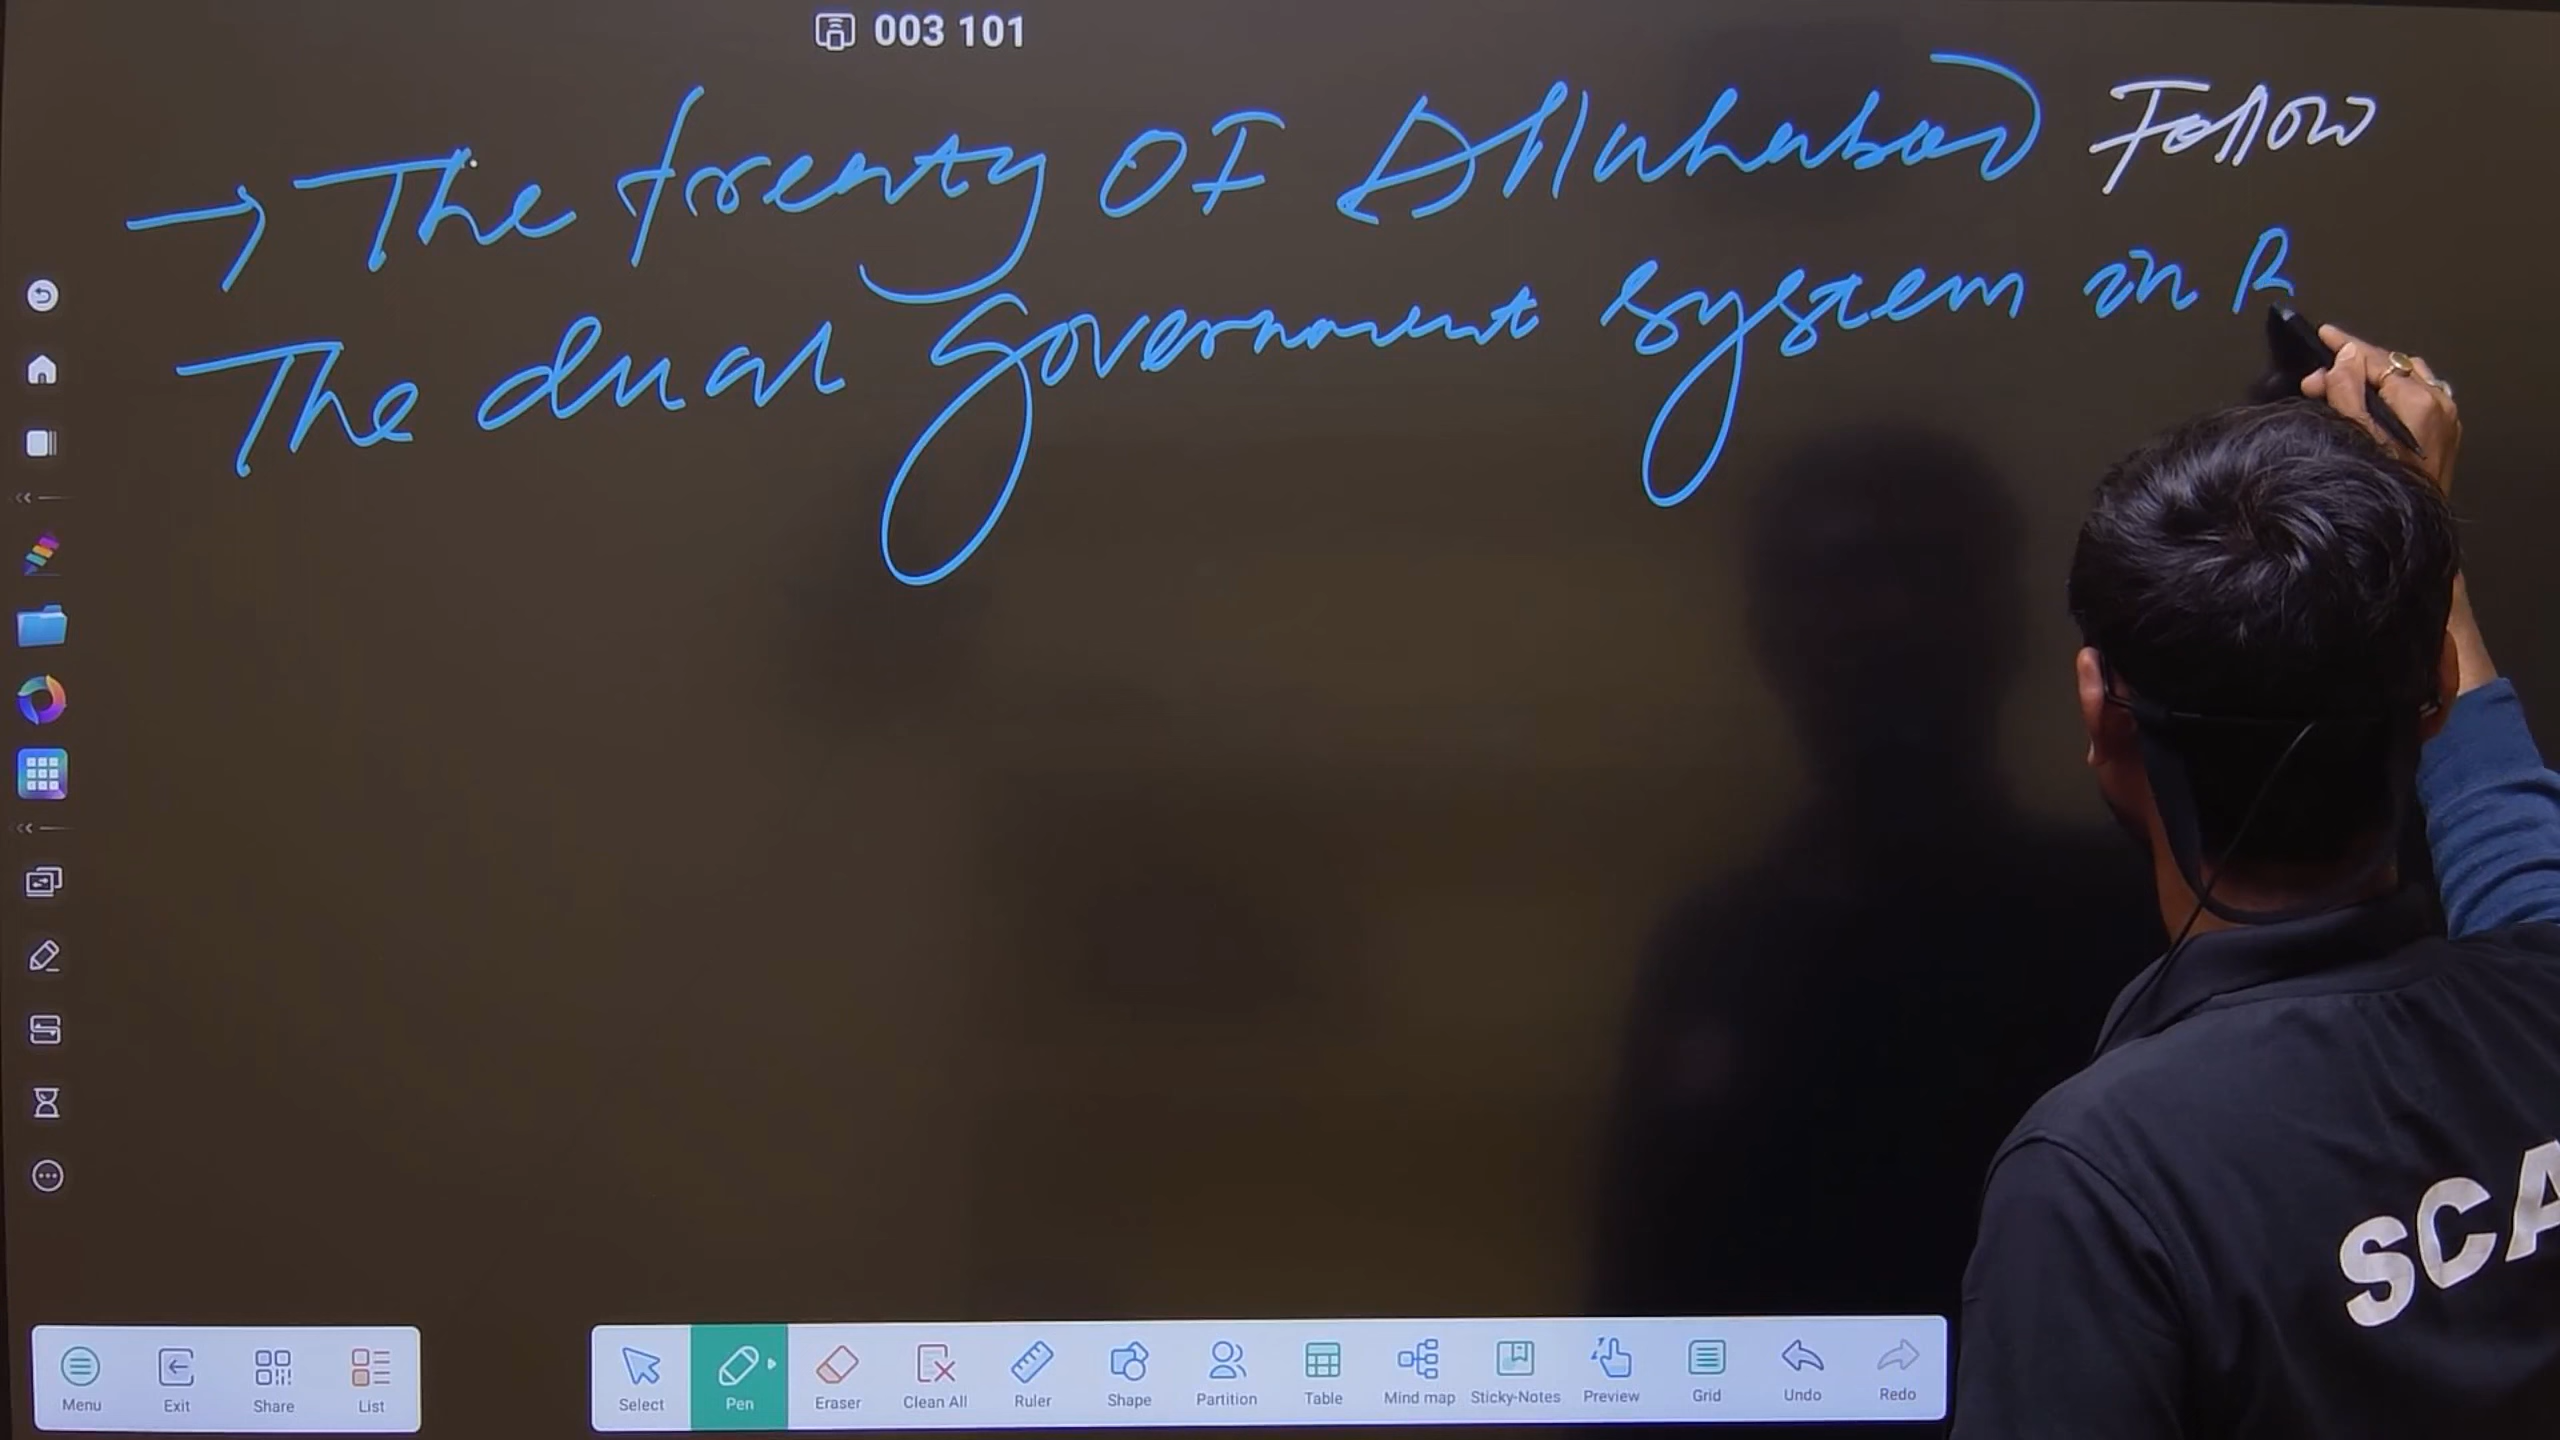 003 101
→ The treaty OF Allahabad Follow
The dual Government system in B
SCA
Menu Exit Share List
Select Pen Eraser Clean All Ruler Shape Partition Table Mind map Sticky-Notes Preview Grid Undo Redo